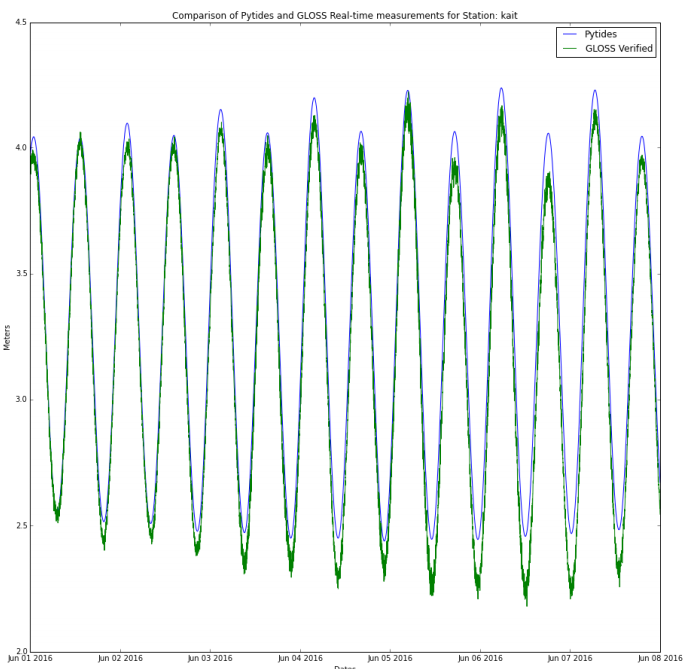 Comparison of Pytides and GLOSS Real-time measurements for Station: kait
4.5
Pytides
GLOSS Verified
4.0
3.5
Meters
3.0
2.5
2.0
Jun 01 2016 Jun 02 2016 Jun 03 2016 Jun 04 2016 Jun 05 2016 Jun 06 2016 Jun 07 2016 Jun 08 2016
Dates